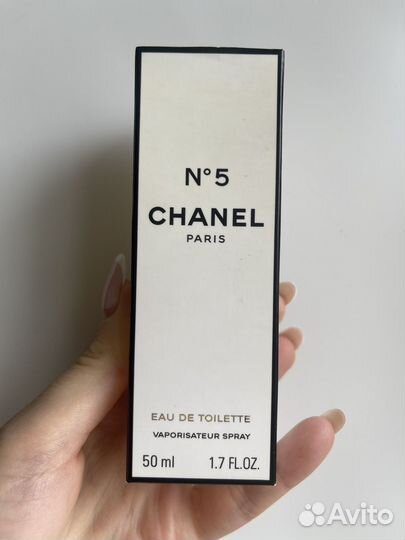 N°5
CHANEL
PARIS
EAU DE TOILETTE
VAPORISATEUR SPRAY
50 ml 1.7 FL.OZ.
Avito